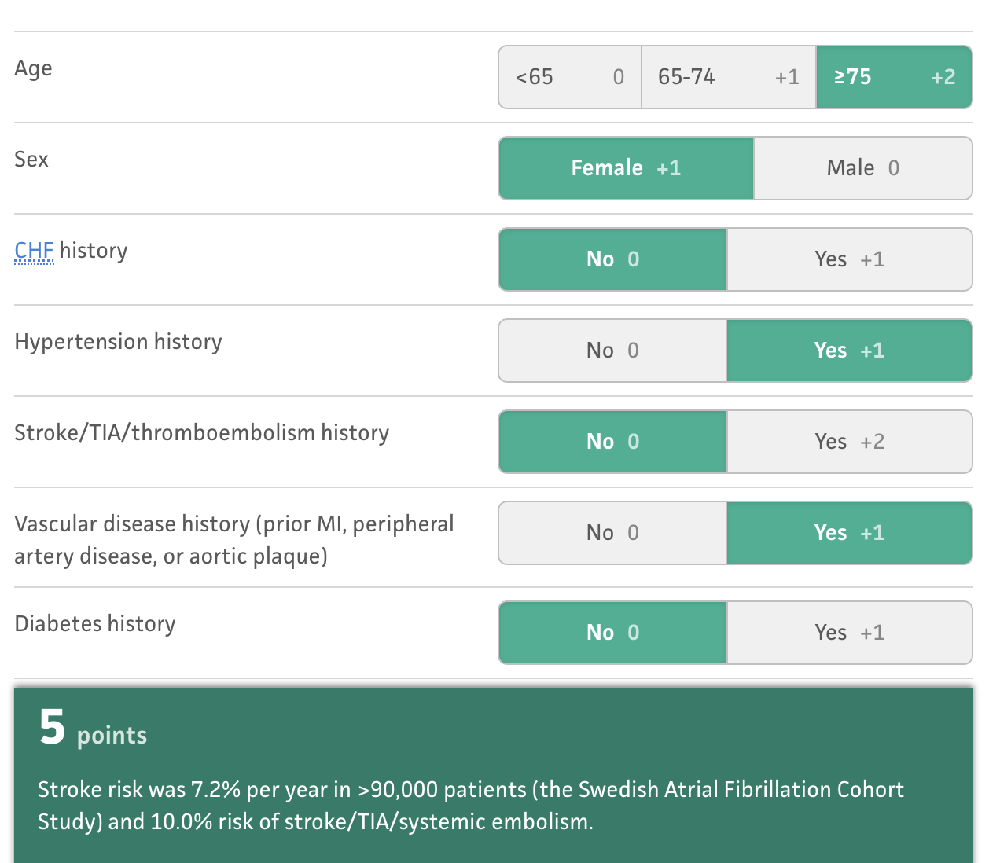 Age
<65 0 65-74 +1 ≥75 +2
Sex
Female +1 Male 0
CHF history
No 0 Yes +1
Hypertension history
No 0 Yes +1
Stroke/TIA/thromboembolism history
No 0 Yes +2
Vascular disease history (prior MI, peripheral
artery disease, or aortic plaque)
No 0 Yes +1
Diabetes history
No 0 Yes +1
5 points
Stroke risk was 7.2% per year in >90,000 patients (the Swedish Atrial Fibrillation Cohort
Study) and 10.0% risk of stroke/TIA/systemic embolism.